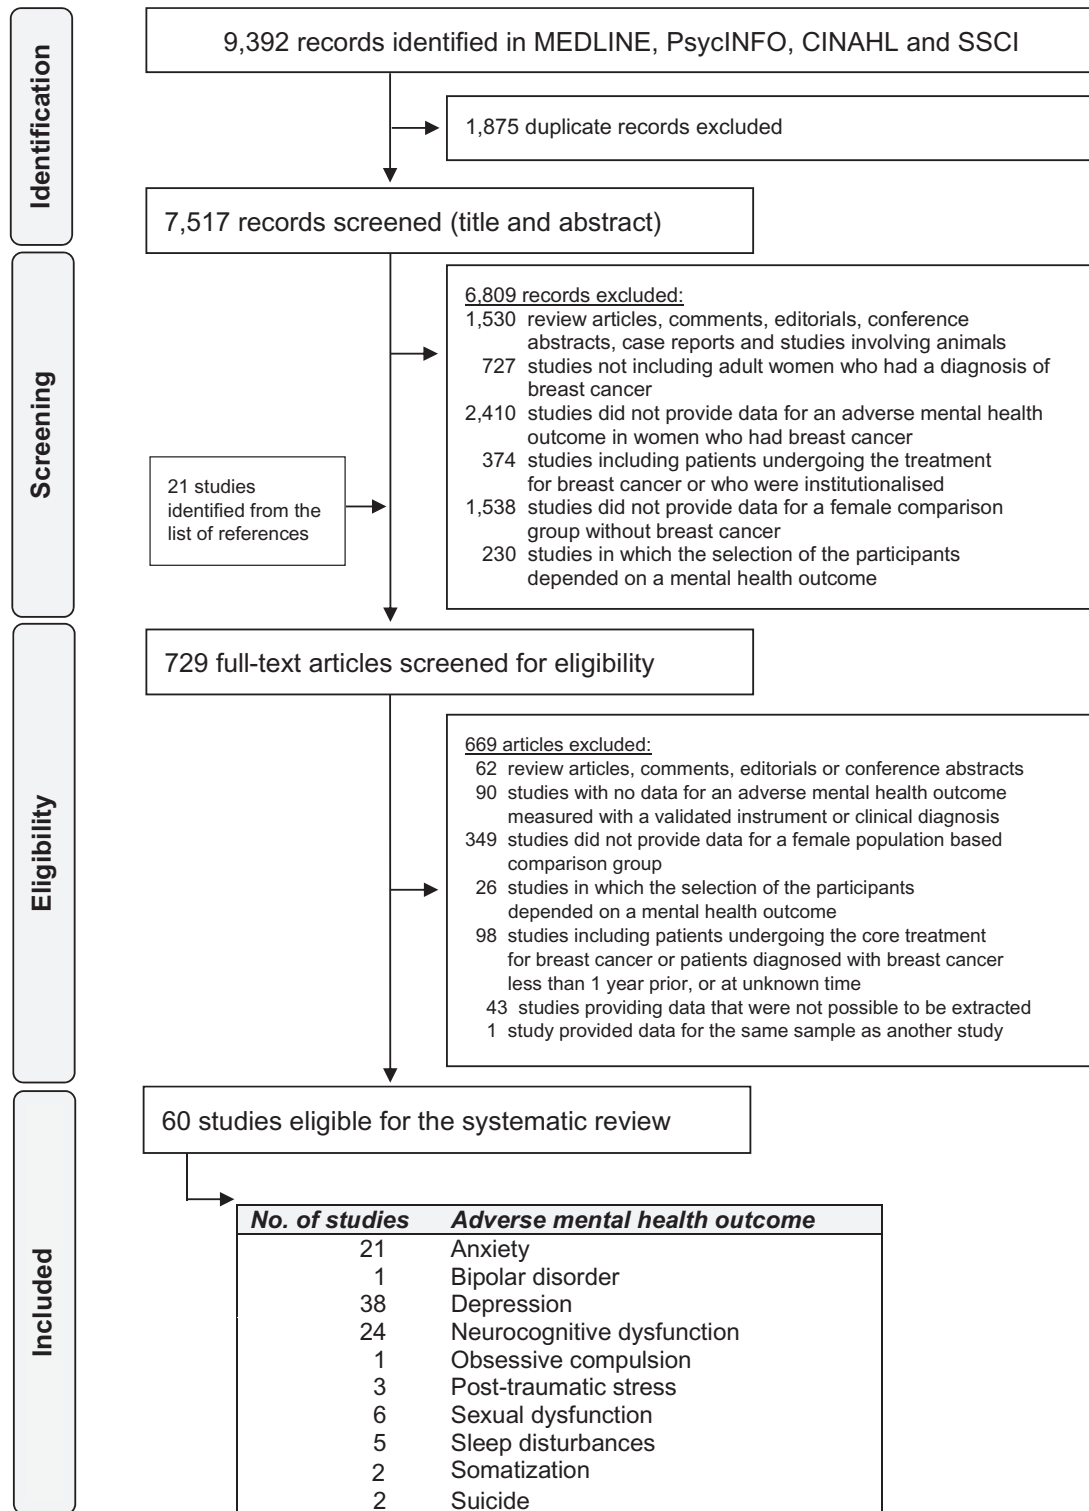 Identification
9,392 records identified in MEDLINE, PsycINFO, CINAHL and SSCI
1,875 duplicate records excluded
7,517 records screened (title and abstract)
Screening
6,809 records excluded:
1,530 review articles, comments, editorials, conference
abstracts, case reports and studies involving animals
727 studies not including adult women who had a diagnosis of
breast cancer
2,410 studies did not provide data for an adverse mental health
outcome in women who had breast cancer
374 studies including patients undergoing the treatment
for breast cancer or who were institutionalised
1,538 studies did not provide data for a female comparison
group without breast cancer
230 studies in which the selection of the participants
depended on a mental health outcome
21 studies
identified from the
list of references
Eligibility
729 full-text articles screened for eligibility
669 articles excluded:
62 review articles, comments, editorials or conference abstracts
90 studies with no data for an adverse mental health outcome
measured with a validated instrument or clinical diagnosis
349 studies did not provide data for a female population based
comparison group
26 studies in which the selection of the participants
depended on a mental health outcome
98 studies including patients undergoing the core treatment
for breast cancer or patients diagnosed with breast cancer
less than 1 year prior, or at unknown time
43 studies providing data that were not possible to be extracted
1 study provided data for the same sample as another study
Included
60 studies eligible for the systematic review
No. of studies Adverse mental health outcome
21 Anxiety
1 Bipolar disorder
38 Depression
24 Neurocognitive dysfunction
1 Obsessive compulsion
3 Post-traumatic stress
6 Sexual dysfunction
5 Sleep disturbances
2 Somatization
2 Suicide